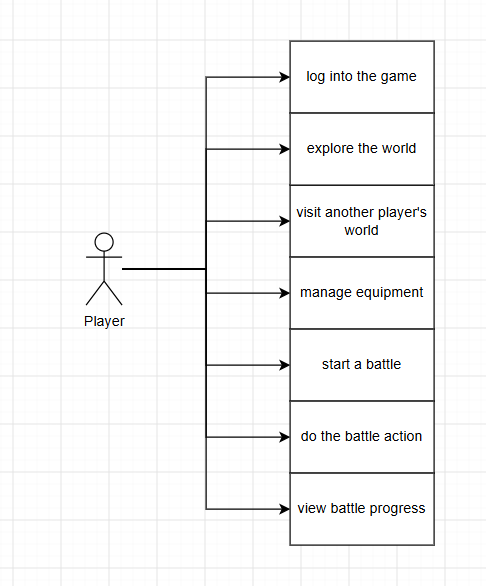 log into the game
explore the world
visit another player's
world
manage equipment
Player
start a battle
do the battle action
view battle progress